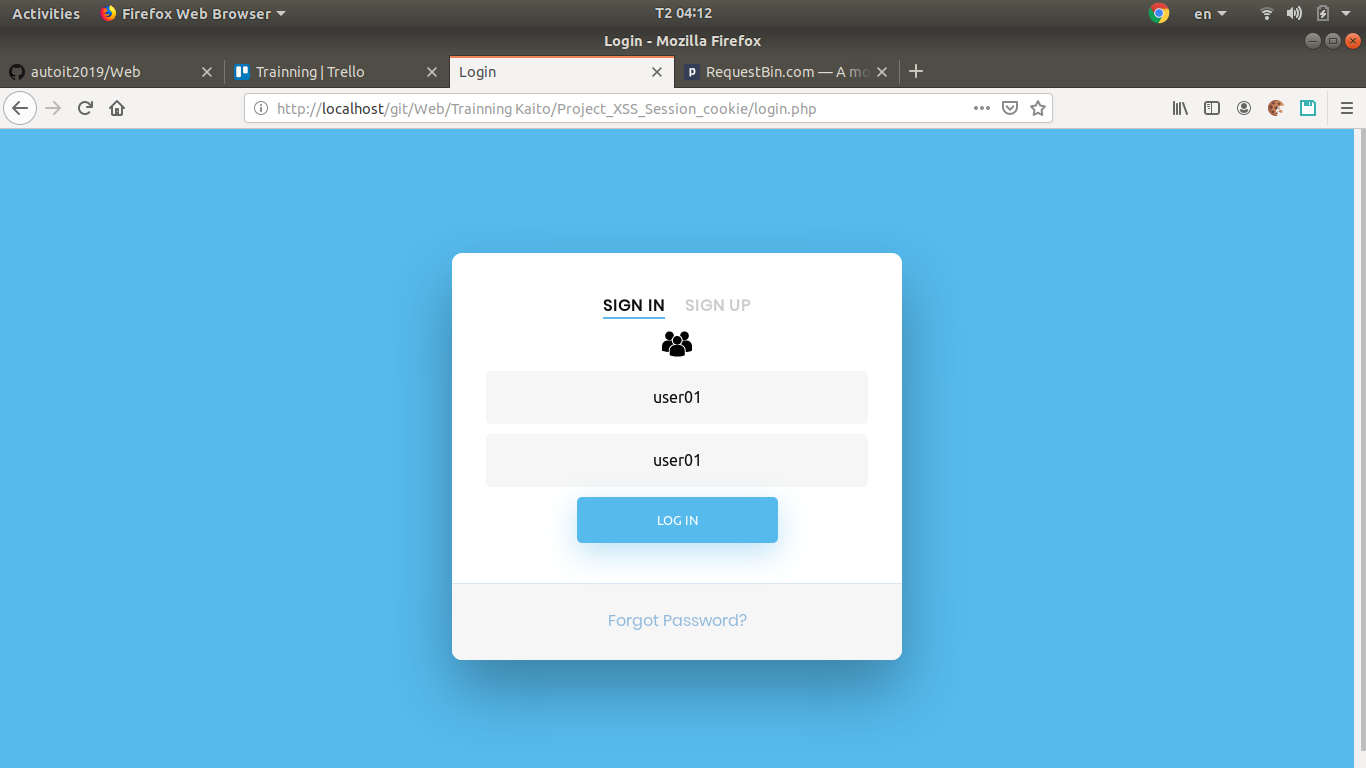 Activities Firefox Web Browser T2 04:12 en
Login - Mozilla Firefox
autoit2019/Web Trainning | Trello Login RequestBin.com — A mo
http://localhost/git/Web/Trainning Kaito/Project_XSS_Session_cookie/login.php
SIGN IN SIGN UP
user01
user01
LOG IN
Forgot Password?